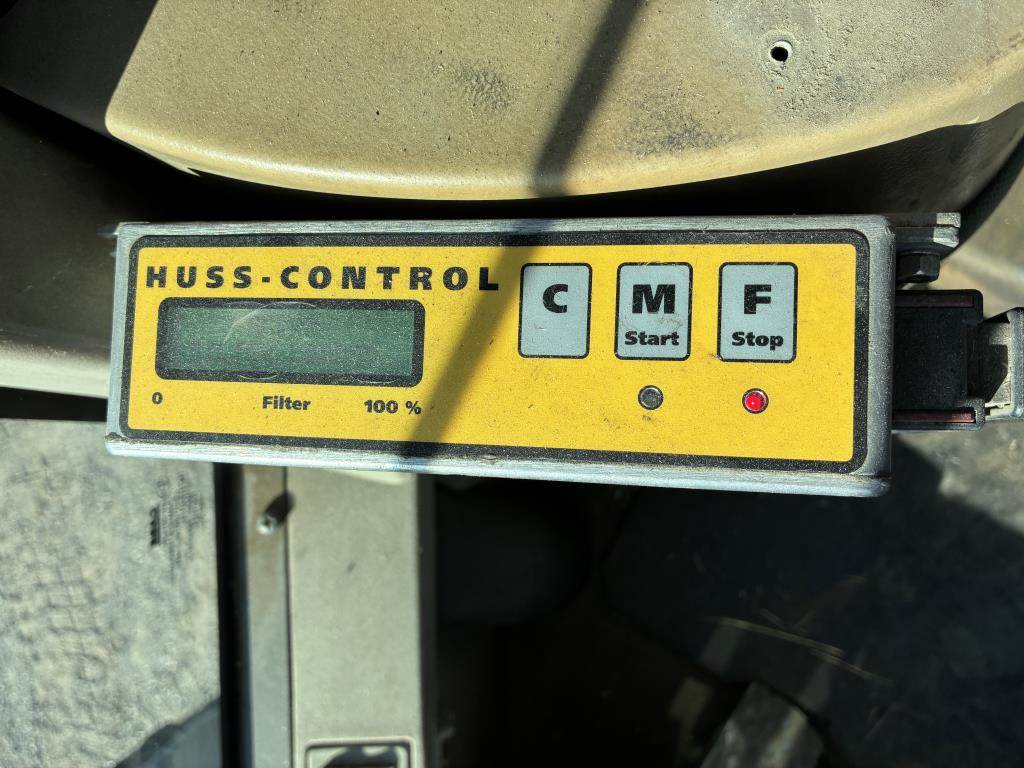 HUSS-CONTROL
C
M
Start
F
Stop
0 Filter 100 %